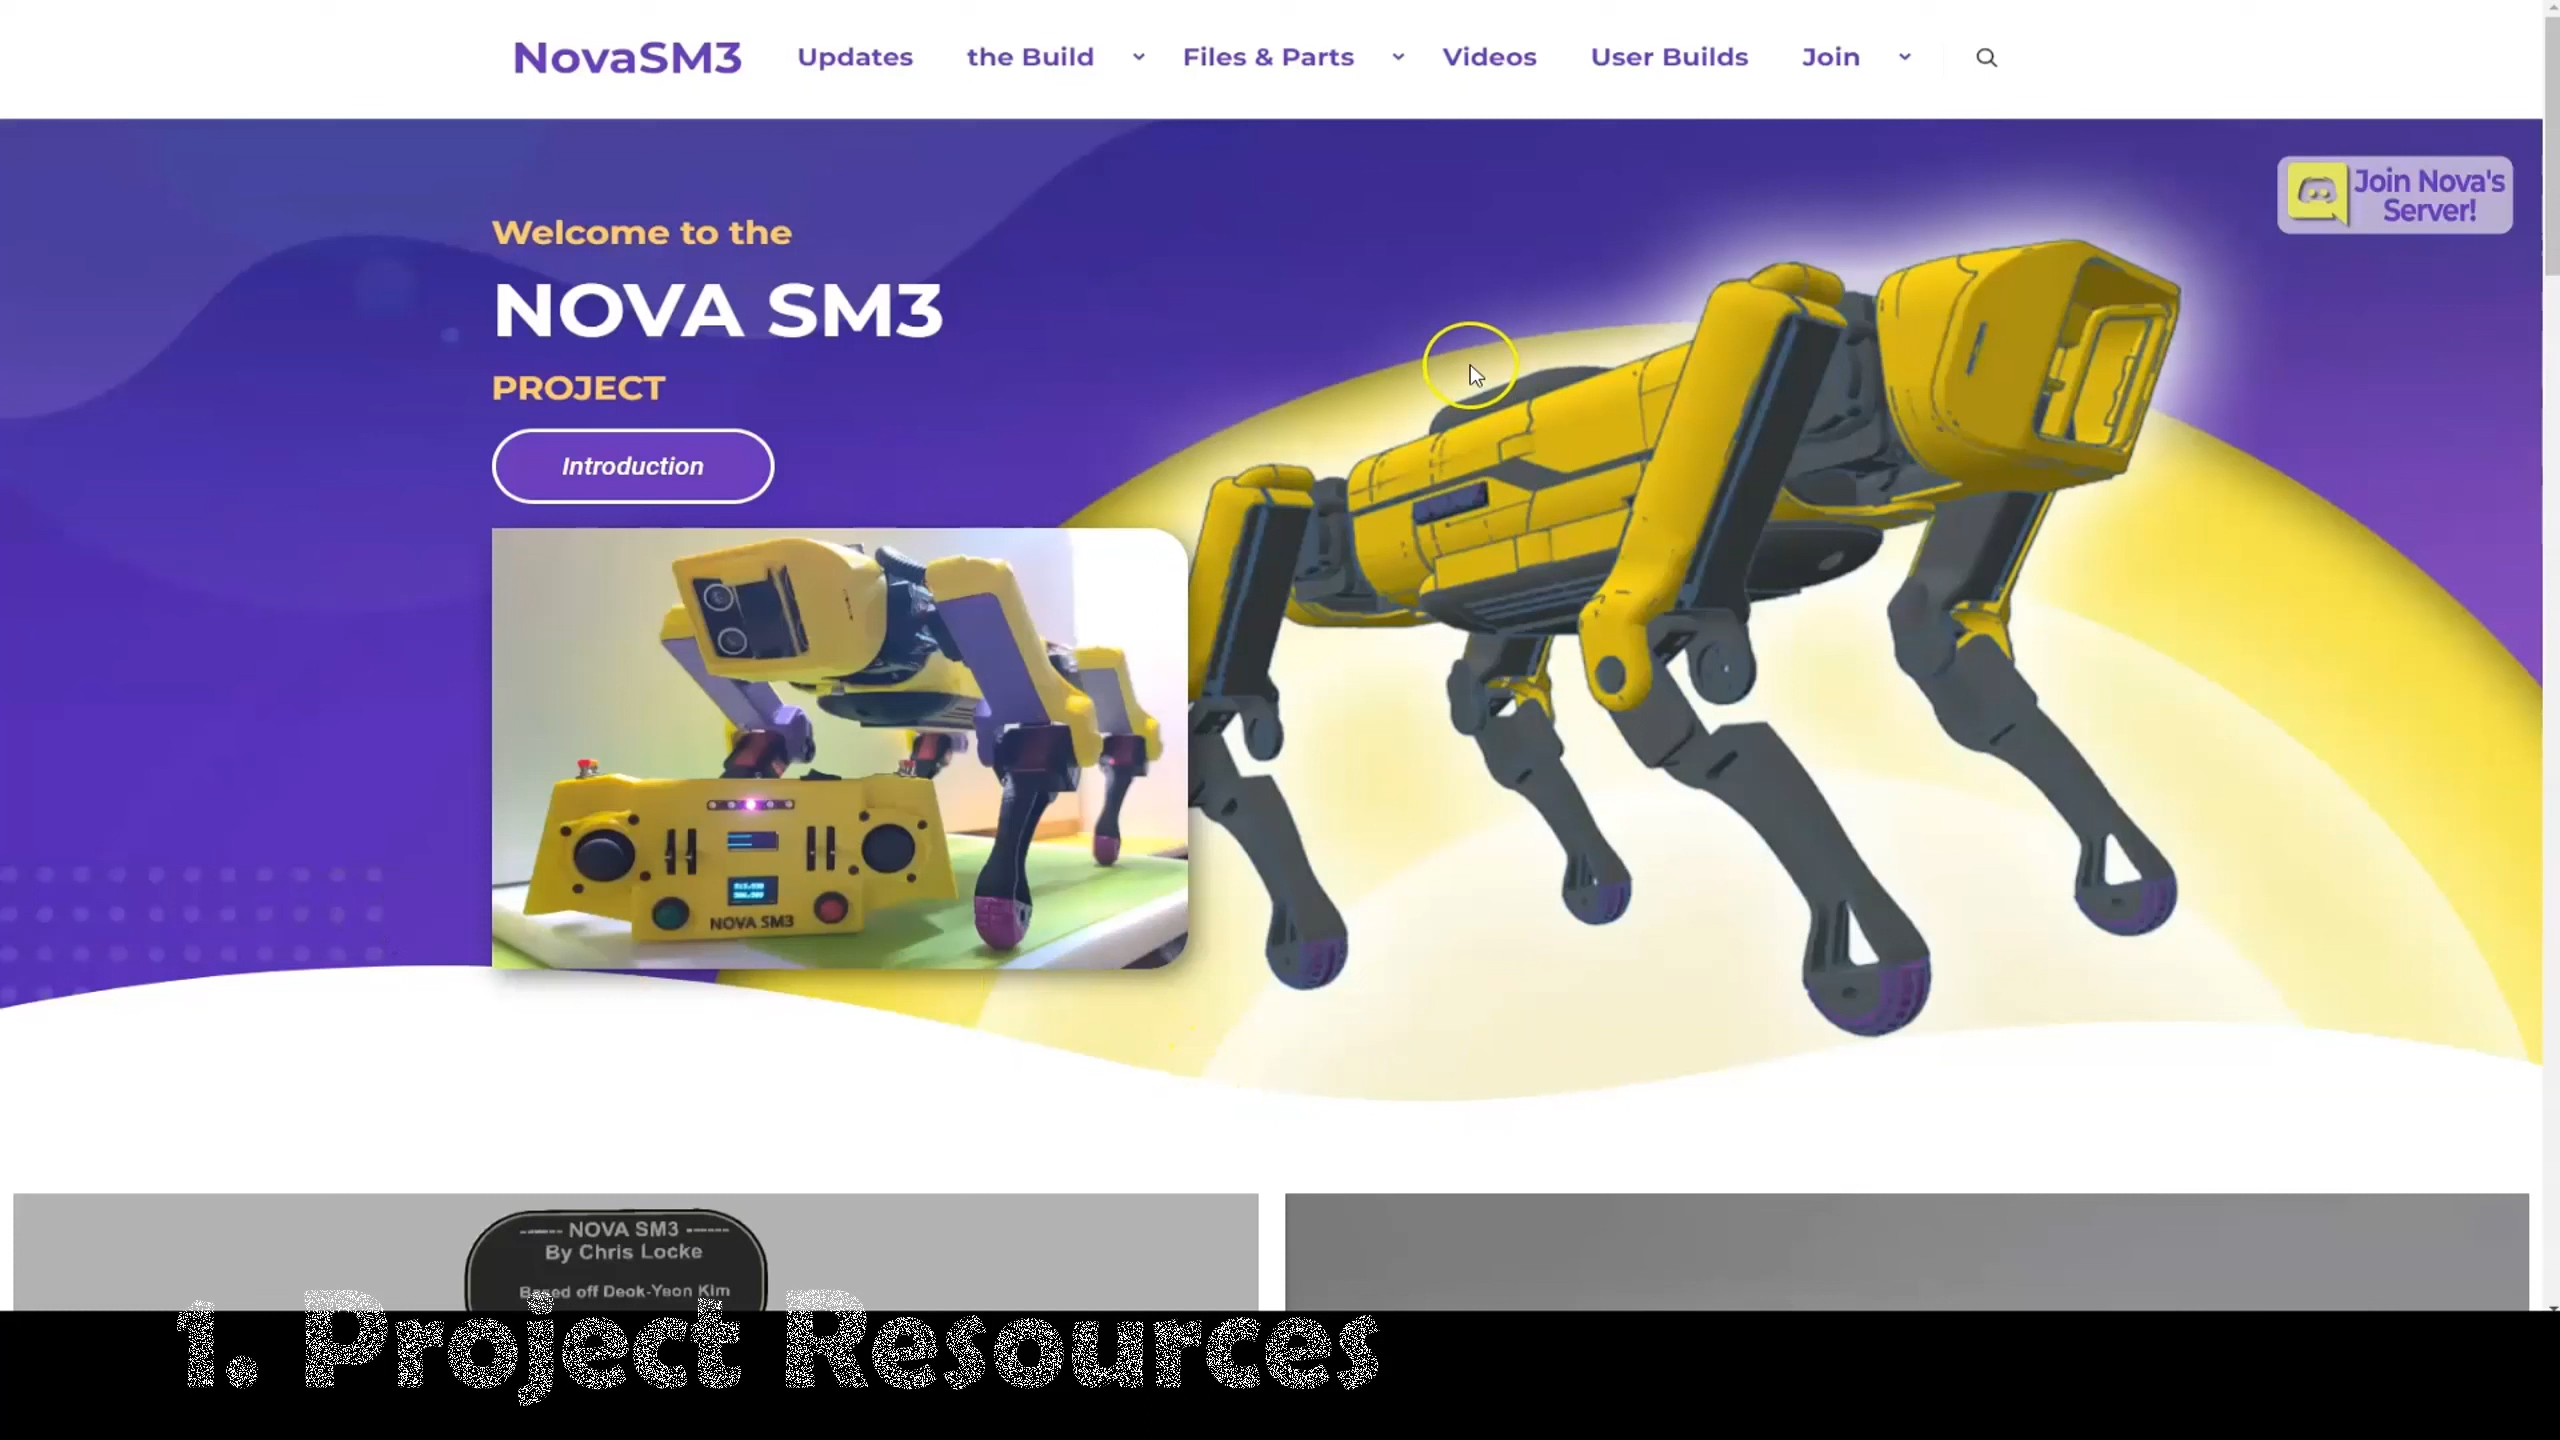 NovaSM3 Updates the Build Files & Parts Videos User Builds Join
Join Nova's
Server!
Welcome to the
NOVA SM3
PROJECT
Introduction
NOVA SM3
------ NOVA SM3 ------
By Chris Locke
Based off Deok-Yeon Kim
1. Project Resources